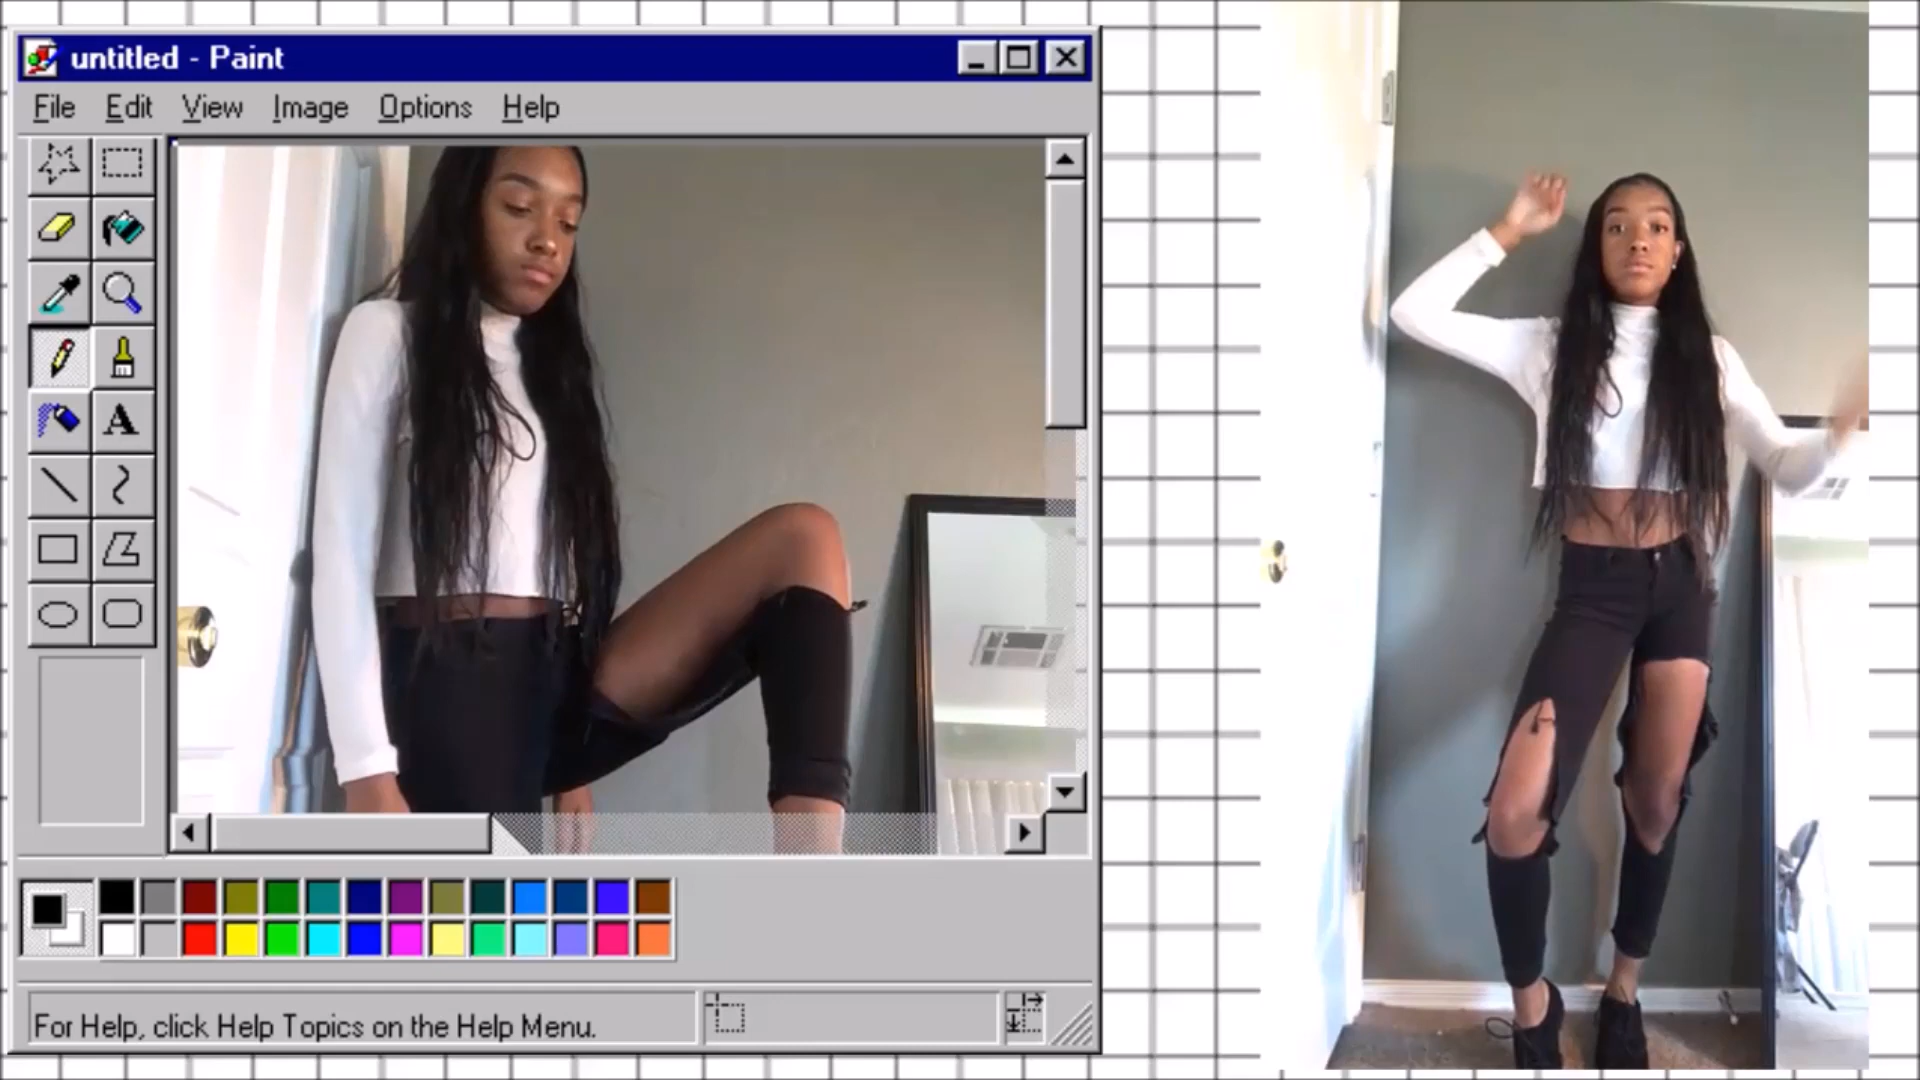 untitled - Paint
File Edit View Image Options Help
A
For Help, click Help Topics on the Help Menu.